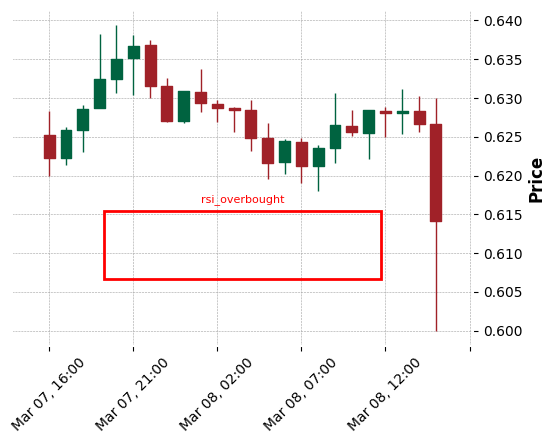 0.640
0.635
0.630
0.625
0.620
0.615
0.610
0.605
0.600
Price
rsi_overbought
Mar 07, 16:00
Mar 07, 21:00
Mar 08, 02:00
Mar 08, 07:00
Mar 08, 12:00